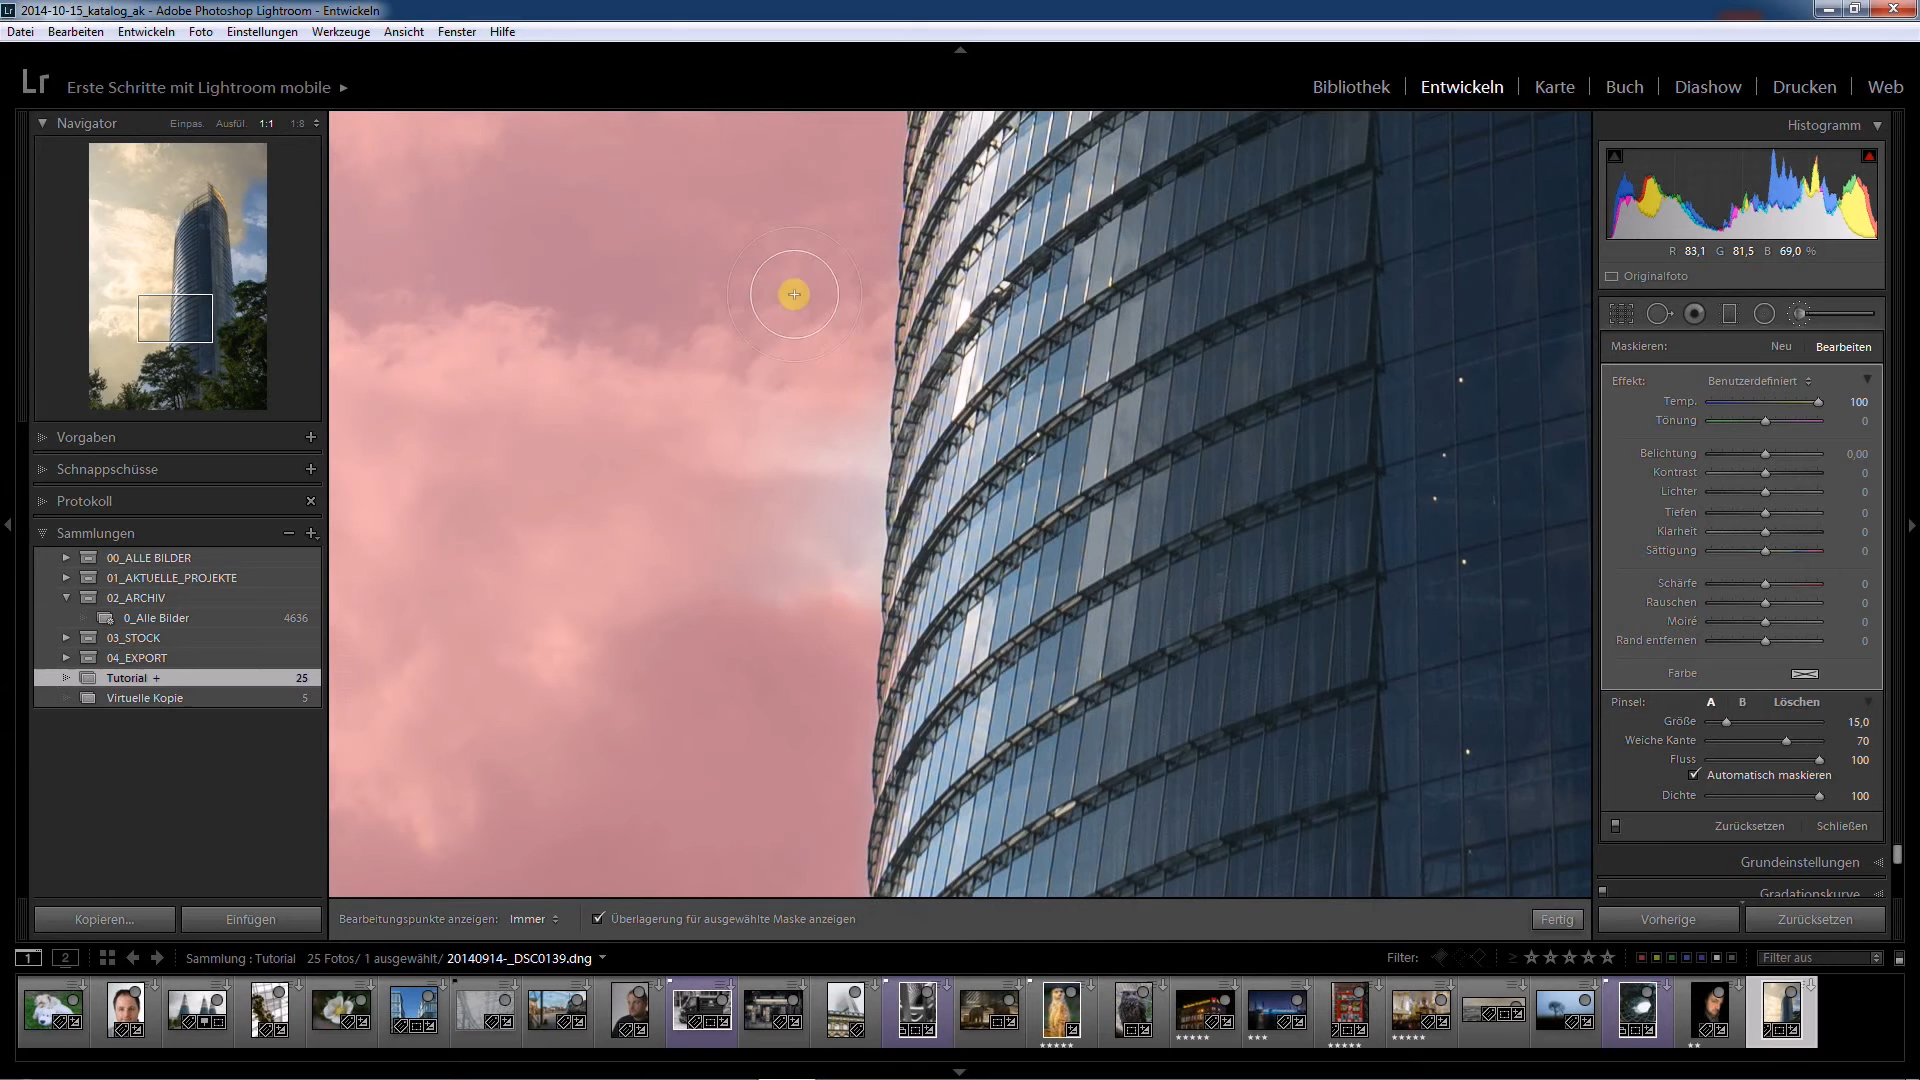 Lr 2014-10-15_katalog_ak - Adobe Photoshop Lightroom - Entwickeln
Datei Bearbeiten Entwickeln Foto Einstellungen Werkzeuge Ansicht Fenster Hilfe
Lr Erste Schritte mit Lightroom mobile
Bibliothek Entwickeln Karte Buch Diashow Drucken Web
Navigator Einpas. Ausfül. 1:1 1:8
Vorgaben
Schnappschüsse
Protokoll
Sammlungen
00_ALLE BILDER
01_AKTUELLE_PROJEKTE
02_ARCHIV
0_Alle Bilder 4636
03_STOCK
04_EXPORT
Tutorial + 25
Virtuelle Kopie 5
Kopieren... Einfügen
Bearbeitungspunkte anzeigen: Immer Überlagerung für ausgewählte Maske anzeigen Fertig
Histogramm
R 83,1 G 81,5 B 69,0 %
Originalfoto
Maskieren: Neu Bearbeiten
Effekt: Benutzerdefiniert
Temp. 100
Tönung 0
Belichtung 0,00
Kontrast 0
Lichter 0
Tiefen 0
Klarheit 0
Sättigung 0
Schärfe 0
Rauschen 0
Moiré 0
Rand entfernen 0
Farbe
Pinsel: A B Löschen
Größe 15,0
Weiche Kante 70
Fluss 100
Automatisch maskieren
Dichte 100
Zurücksetzen Schließen
Grundeinstellungen
Gradationskurve
Vorherige Zurücksetzen
1 2 Sammlung : Tutorial 25 Fotos/ 1 ausgewählt/ 20140914-_DSC0139.dng Filter: Filter aus